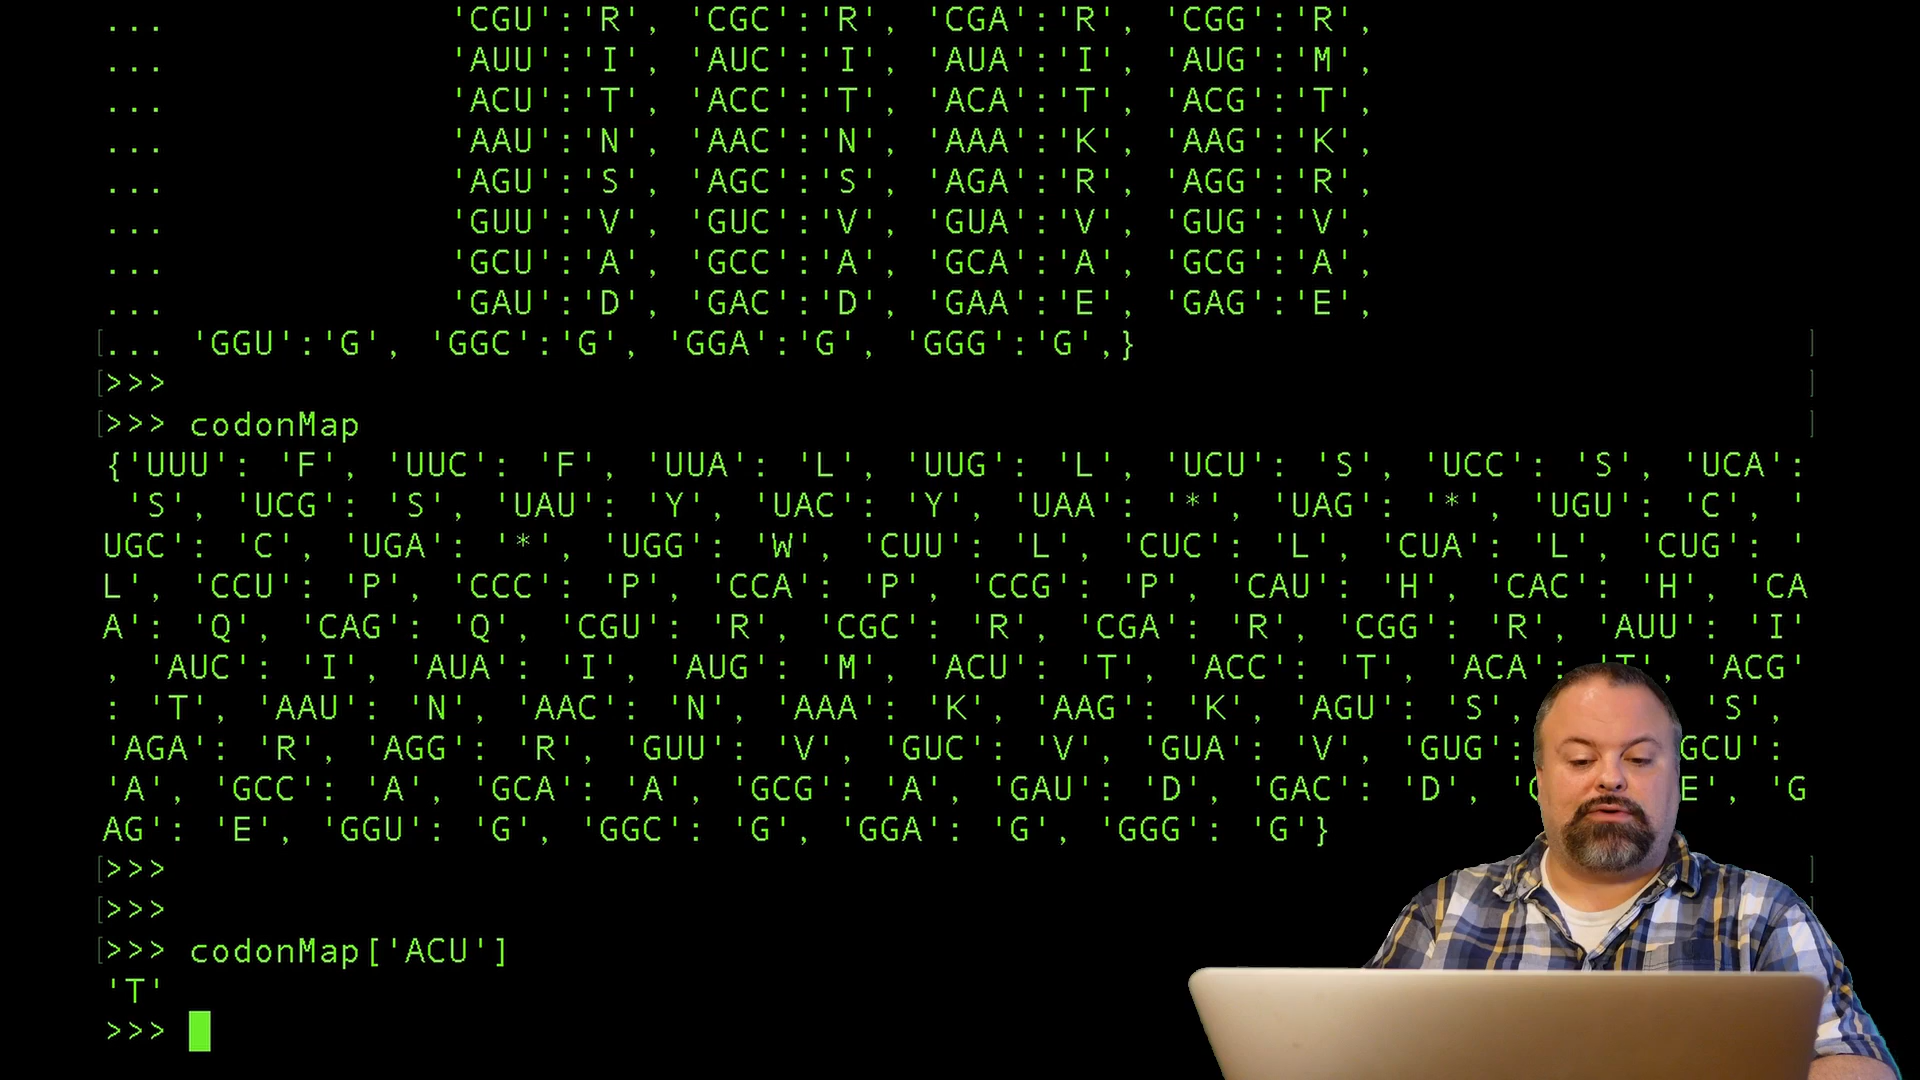 ...                 'CGU':'R', 'CGC':'R', 'CGA':'R', 'CGG':'R',
...                 'AUU':'I', 'AUC':'I', 'AUA':'I', 'AUG':'M',
...                 'ACU':'T', 'ACC':'T', 'ACA':'T', 'ACG':'T',
...                 'AAU':'N', 'AAC':'N', 'AAA':'K', 'AAG':'K',
...                 'AGU':'S', 'AGC':'S', 'AGA':'R', 'AGG':'R',
...                 'GUU':'V', 'GUC':'V', 'GUA':'V', 'GUG':'V',
...                 'GCU':'A', 'GCC':'A', 'GCA':'A', 'GCG':'A',
...                 'GAU':'D', 'GAC':'D', 'GAA':'E', 'GAG':'E',
[... 'GGU':'G', 'GGC':'G', 'GGA':'G', 'GGG':'G',} ]
[>>> ]
[>>> codonMap ]
{'UUU': 'F', 'UUC': 'F', 'UUA': 'L', 'UUG': 'L', 'UCU': 'S', 'UCC': 'S', 'UCA':
 'S', 'UCG': 'S', 'UAU': 'Y', 'UAC': 'Y', 'UAA': '*', 'UAG': '*', 'UGU': 'C', '
UGC': 'C', 'UGA': '*', 'UGG': 'W', 'CUU': 'L', 'CUC': 'L', 'CUA': 'L', 'CUG': '
L', 'CCU': 'P', 'CCC': 'P', 'CCA': 'P', 'CCG': 'P', 'CAU': 'H', 'CAC': 'H', 'CA
A': 'Q', 'CAG': 'Q', 'CGU': 'R', 'CGC': 'R', 'CGA': 'R', 'CGG': 'R', 'AUU': 'I'
, 'AUC': 'I', 'AUA': 'I', 'AUG': 'M', 'ACU': 'T', 'ACC': 'T', 'ACA': 'T', 'ACG'
: 'T', 'AAU': 'N', 'AAC': 'N', 'AAA': 'K', 'AAG': 'K', 'AGU': 'S', 'S',
'AGA': 'R', 'AGG': 'R', 'GUU': 'V', 'GUC': 'V', 'GUA': 'V', 'GUG': GCU':
'A', 'GCC': 'A', 'GCA': 'A', 'GCG': 'A', 'GAU': 'D', 'GAC': 'D', E', 'G
AG': 'E', 'GGU': 'G', 'GGC': 'G', 'GGA': 'G', 'GGG': 'G'}
[>>> ]
[>>>
[>>> codonMap['ACU']
'T'
>>>